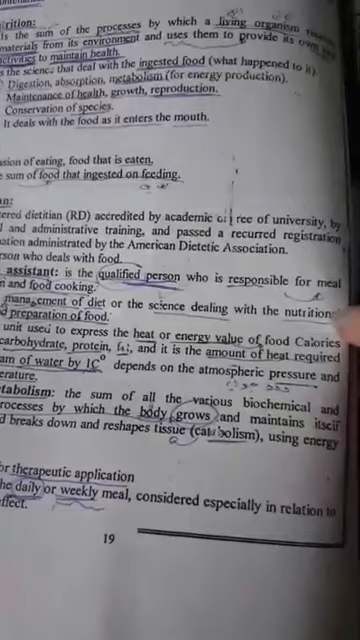 trition:
Is the sum of the processes by which a living organism
materials from its environment and uses them to provide its own
activities to maintain health.
s the science that deal with the ingested food (what happened to it).
Digestion, absorption, metabolism (for energy production).
Maintenance of health, growth, reproduction.
Conservation of species.
It deals with the food as it enters the mouth.
ssion of eating, food that is eaten.
e sum of food that ingested on feeding.
an:
ered dietitian (RD) accredited by academic ree of university, by
l and administrative training, and passed a recurred registration
ation administrated by the American Dietetic Association.
rson who deals with food.
assistant: is the qualified person who is responsible for meal
n and food cooking.
management of diet or the science dealing with the nutrition
d preparation of food.
unit used to express the heat or energy value of food Calories
carbohydrate, protein, fat, and it is the amount of heat required
am of water by 1C° depends on the atmospheric pressure and
erature.
etabolism: the sum of all the various biochemical and
rocesses by which the body (grows and maintains itself
d breaks down and reshapes tissue (catabolism), using energy
or therapeutic application
he daily or weekly meal, considered especially in relation to
ffect.
19